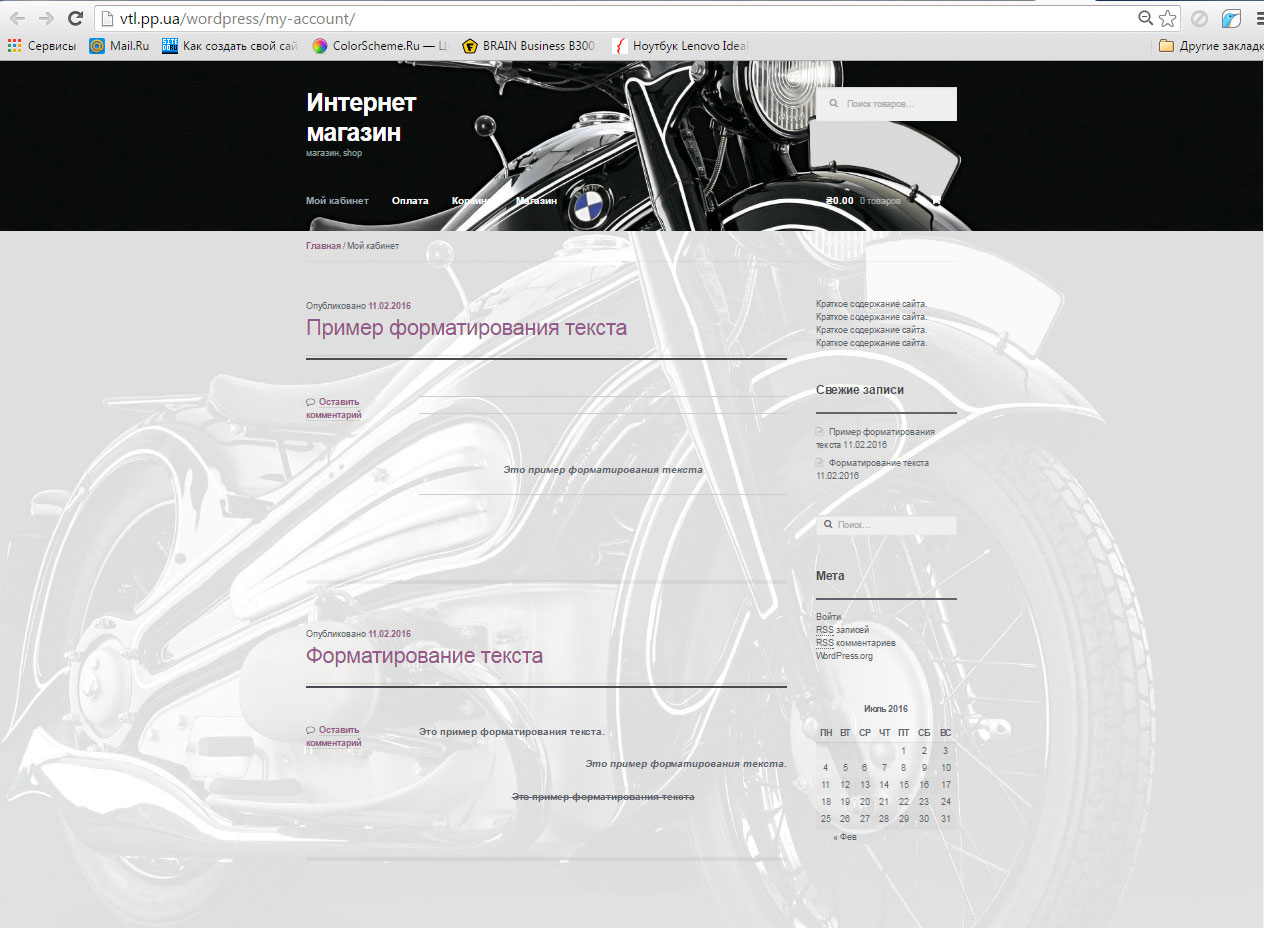 vtl.pp.ua/wordpress/my-account/
Сервисы Mail.Ru Как создать свой сай ColorScheme.Ru — Ц BRAIN Business B300 Ноутбук Lenovo Ideal Другие закладк
Интернет
магазин
магазин, shop
Поиск товаров...
Мой кабинет Оплата Корзина Магазин ₴0.00 0 товаров
BMW
Главная / Мой кабинет
Опубликовано 11.02.2016
Пример форматирования текста
Оставить
комментарий
Это пример форматирования текста
Опубликовано 11.02.2016
Форматирование текста
Оставить
комментарий
Это пример форматирования текста.
Это пример форматирования текста.
Это пример форматирования текста
Краткое содержание сайта.
Краткое содержание сайта.
Краткое содержание сайта.
Краткое содержание сайта.
Свежие записи
Пример форматирования
текста 11.02.2016
Форматирование текста
11.02.2016
Поиск...
Мета
Войти
RSS записей
RSS комментариев
WordPress.org
Июль 2016
ПН ВТ СР ЧТ ПТ СБ ВС
1 2 3
4 5 6 7 8 9 10
11 12 13 14 15 16 17
18 19 20 21 22 23 24
25 26 27 28 29 30 31
« Фев